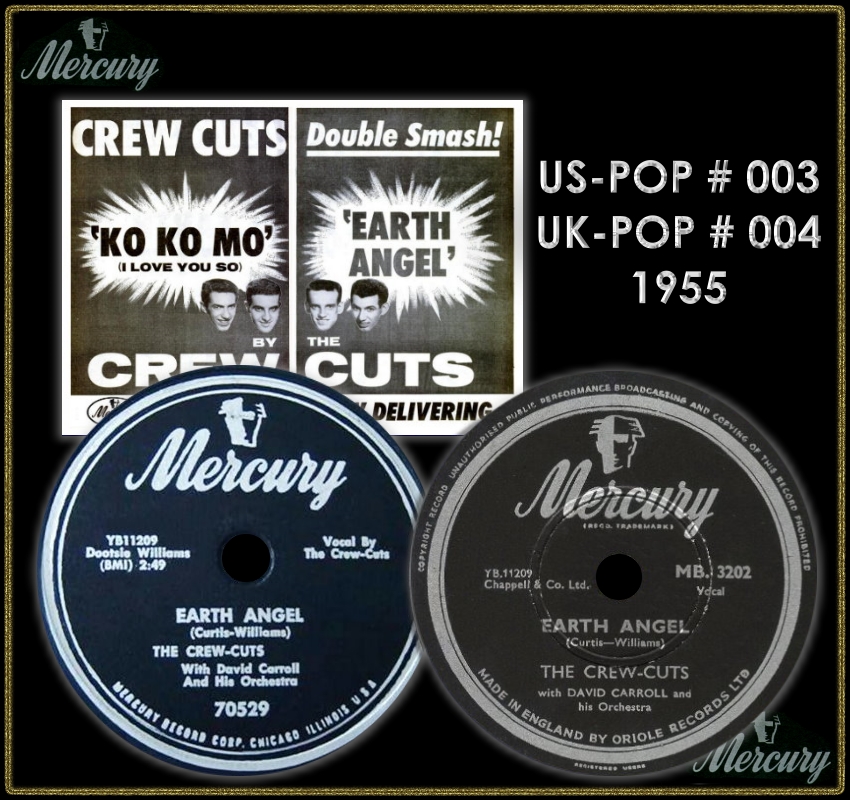 Mercury
CREW CUTS
Double Smash!
'KO KO MO'
(I LOVE YOU SO)
'EARTH
ANGEL'
BY THE
CREW CUTS
DELIVERING
US-POP # 003
UK-POP # 004
1955
Mercury
YB11209
Dootsie Williams
(BMI) 2:49
Vocal By
The Crew-Cuts
EARTH ANGEL
(Curtis-Williams)
THE CREW-CUTS
With David Carroll
And His Orchestra
70529
MERCURY RECORD CORP. CHICAGO ILLINOIS U S A
COPYRIGHT RECORD UNAUTHORISED PUBLIC PERFORMANCE BROADCASTING AND COPYING OF THIS RECORD PROHIBITED
Mercury
(REGD. TRADEMARK)
YB.11209
Chappell & Co. Ltd.
MB. 3202
Vocal
EARTH ANGEL
(Curtis—Williams)
THE CREW-CUTS
with DAVID CARROLL and
his Orchestra
MADE IN ENGLAND BY ORIOLE RECORDS LTD
Mercury